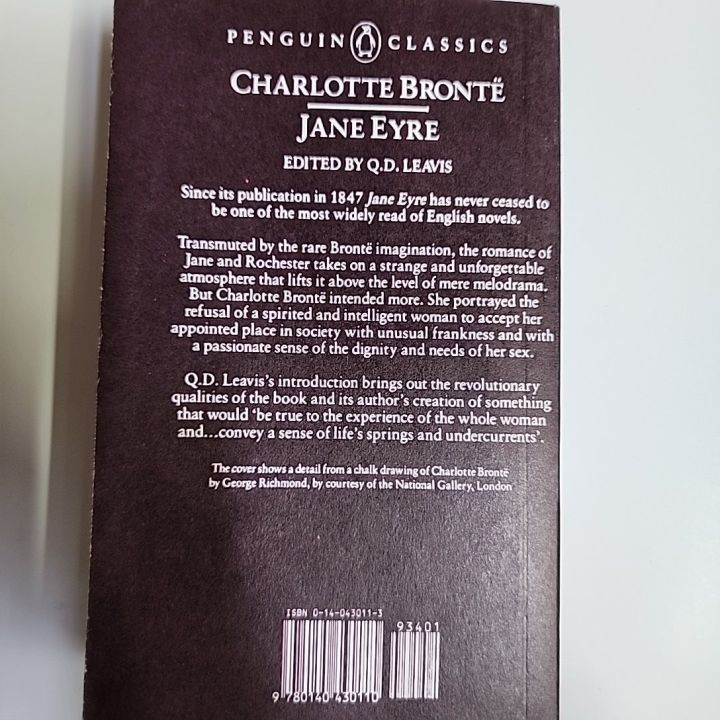 PENGUIN CLASSICS
CHARLOTTE BRONTË
JANE EYRE
EDITED BY Q.D. LEAVIS
Since its publication in 1847 Jane Eyre has never ceased to
be one of the most widely read of English novels.
Transmuted by the rare Brontë imagination, the romance of
Jane and Rochester takes on a strange and unforgettable
atmosphere that lifts it above the level of mere melodrama.
But Charlotte Brontë intended more. She portrayed the
refusal of a spirited and intelligent woman to accept her
appointed place in society with unusual frankness and with
a passionate sense of the dignity and needs of her sex.
Q.D. Leavis's introduction brings out the revolutionary
qualities of the book and its author's creation of something
that would ‘be true to the experience of the whole woman
and...convey a sense of life's springs and undercurrents’.
The cover shows a detail from a chalk drawing of Charlotte Brontë
by George Richmond, by courtesy of the National Gallery, London
ISBN 0-14-043011-3
93401
9 780140 430110